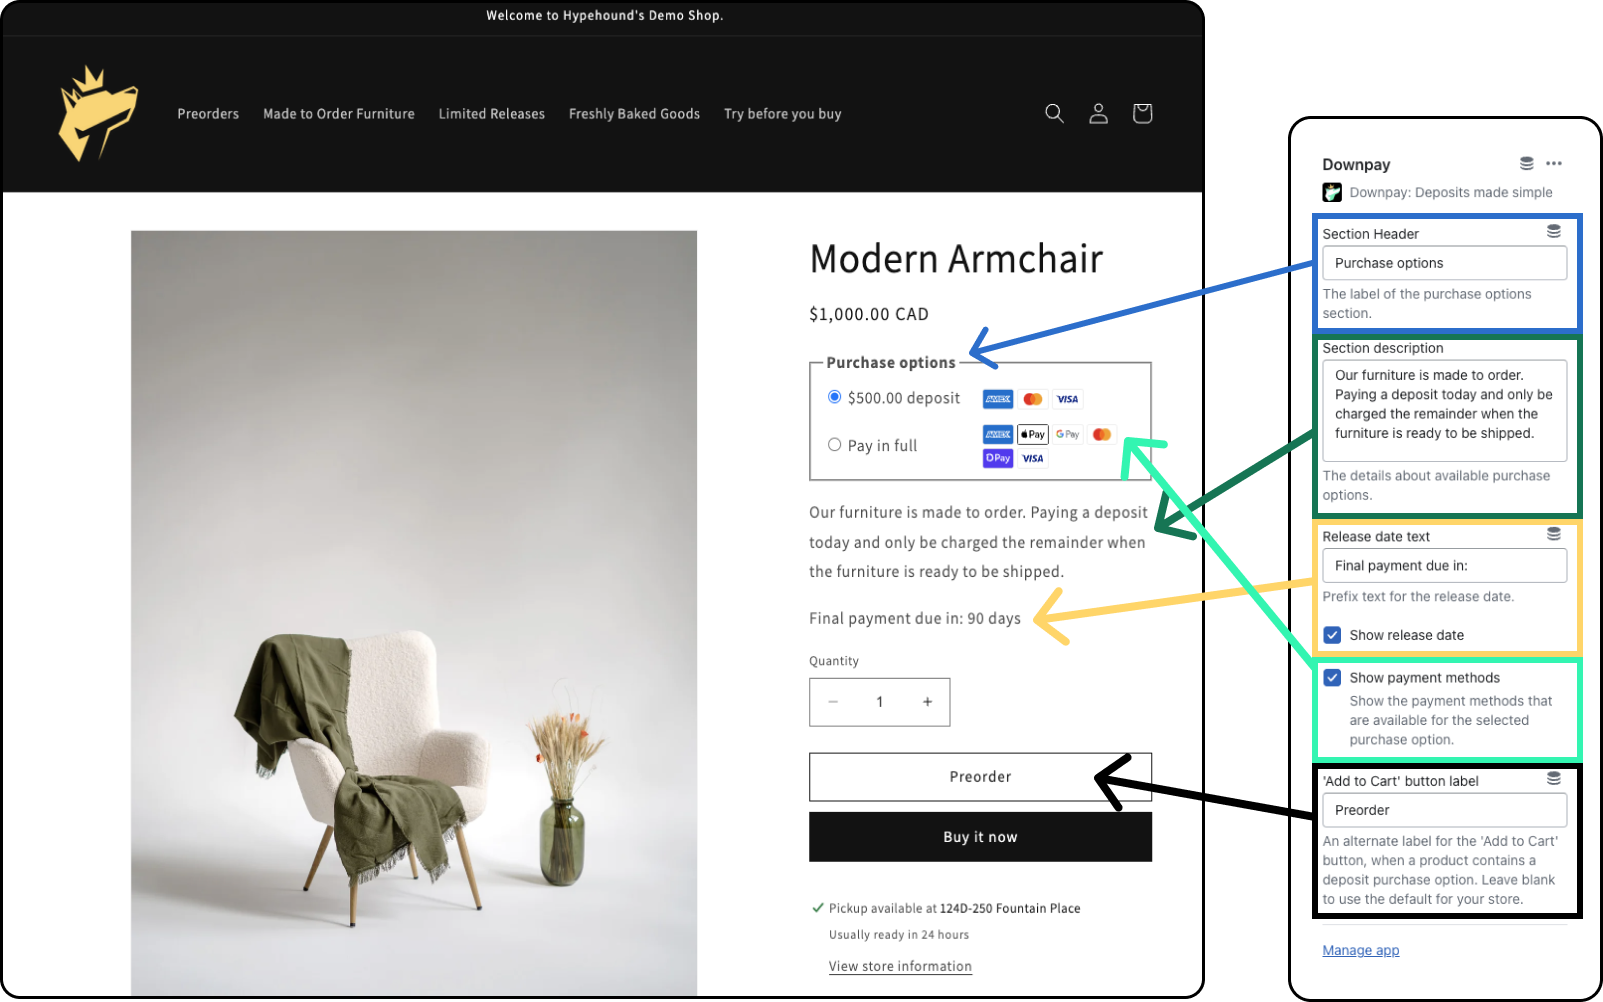 Welcome to Hypehound's Demo Shop.
Preorders Made to Order Furniture Limited Releases Freshly Baked Goods Try before you buy
Modern Armchair
$1,000.00 CAD
Purchase options
$500.00 deposit AMEX VISA
Pay in full AMEX Pay G Pay
DPay VISA
Our furniture is made to order. Paying a deposit
today and only be charged the remainder when
the furniture is ready to be shipped.
Final payment due in: 90 days
Quantity
− 1 +
Preorder
Buy it now
Pickup available at 124D-250 Fountain Place
Usually ready in 24 hours
View store information
Downpay
Downpay: Deposits made simple
Section Header
Purchase options
The label of the purchase options
section.
Section description
Our furniture is made to order.
Paying a deposit today and only be
charged the remainder when the
furniture is ready to be shipped.
The details about available purchase
options.
Release date text
Final payment due in:
Prefix text for the release date.
Show release date
Show payment methods
Show the payment methods that
are available for the selected
purchase option.
'Add to Cart' button label
Preorder
An alternate label for the 'Add to Cart'
button, when a product contains a
deposit purchase option. Leave blank
to use the default for your store.
Manage app